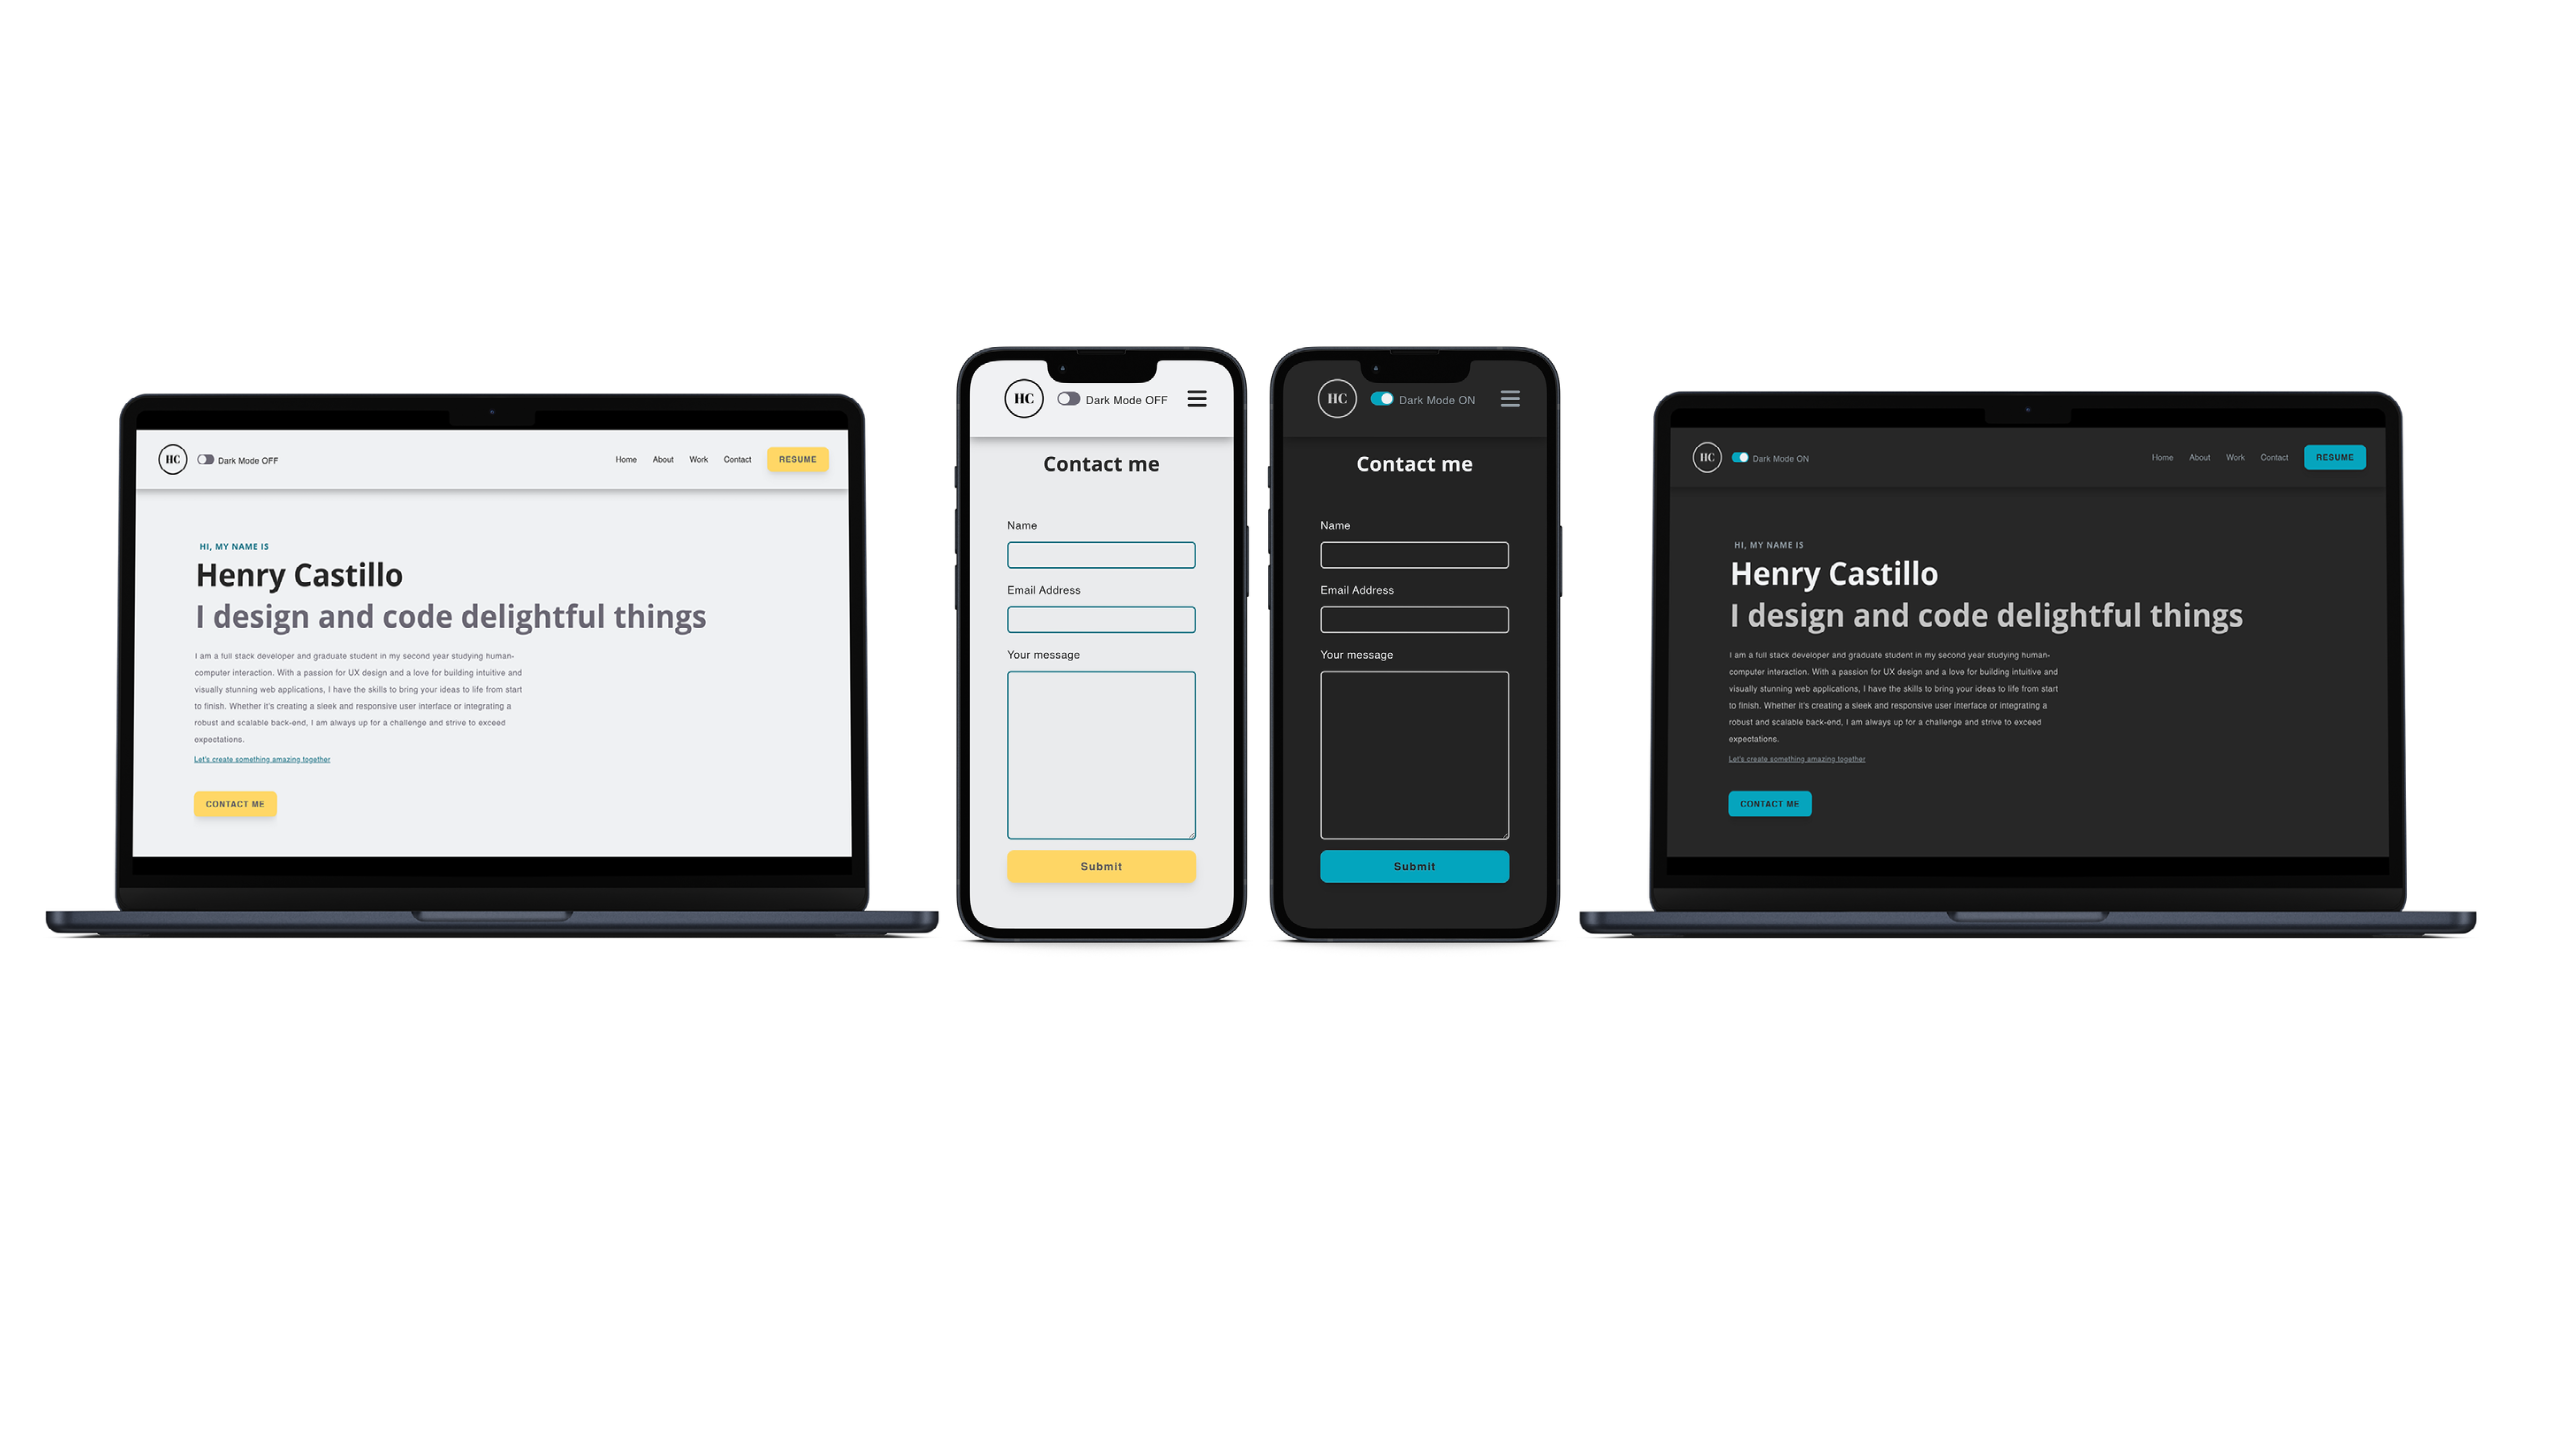 HC
Dark Mode OFF
Home
About
Work
Contact
RESUME
HI, MY NAME IS
Henry Castillo
I design and code delightful things
I am a full stack developer and graduate student in my second year studying human-
computer interaction. With a passion for UX design and a love for building intuitive and
visually stunning web applications, I have the skills to bring your ideas to life from start
to finish. Whether it's creating a sleek and responsive user interface or integrating a
robust and scalable back-end, I am always up for a challenge and strive to exceed
expectations.
Let's create something amazing together
CONTACT ME
HC
Dark Mode OFF
Contact me
Name
Email Address
Your message
Submit
HC
Dark Mode ON
Contact me
Name
Email Address
Your message
Submit
HC
Dark Mode ON
Home
About
Work
Contact
RESUME
HI, MY NAME IS
Henry Castillo
I design and code delightful things
I am a full stack developer and graduate student in my second year studying human-
computer interaction. With a passion for UX design and a love for building intuitive and
visually stunning web applications, I have the skills to bring your ideas to life from start
to finish. Whether it's creating a sleek and responsive user interface or integrating a
robust and scalable back-end, I am always up for a challenge and strive to exceed
expectations.
Let's create something amazing together
CONTACT ME